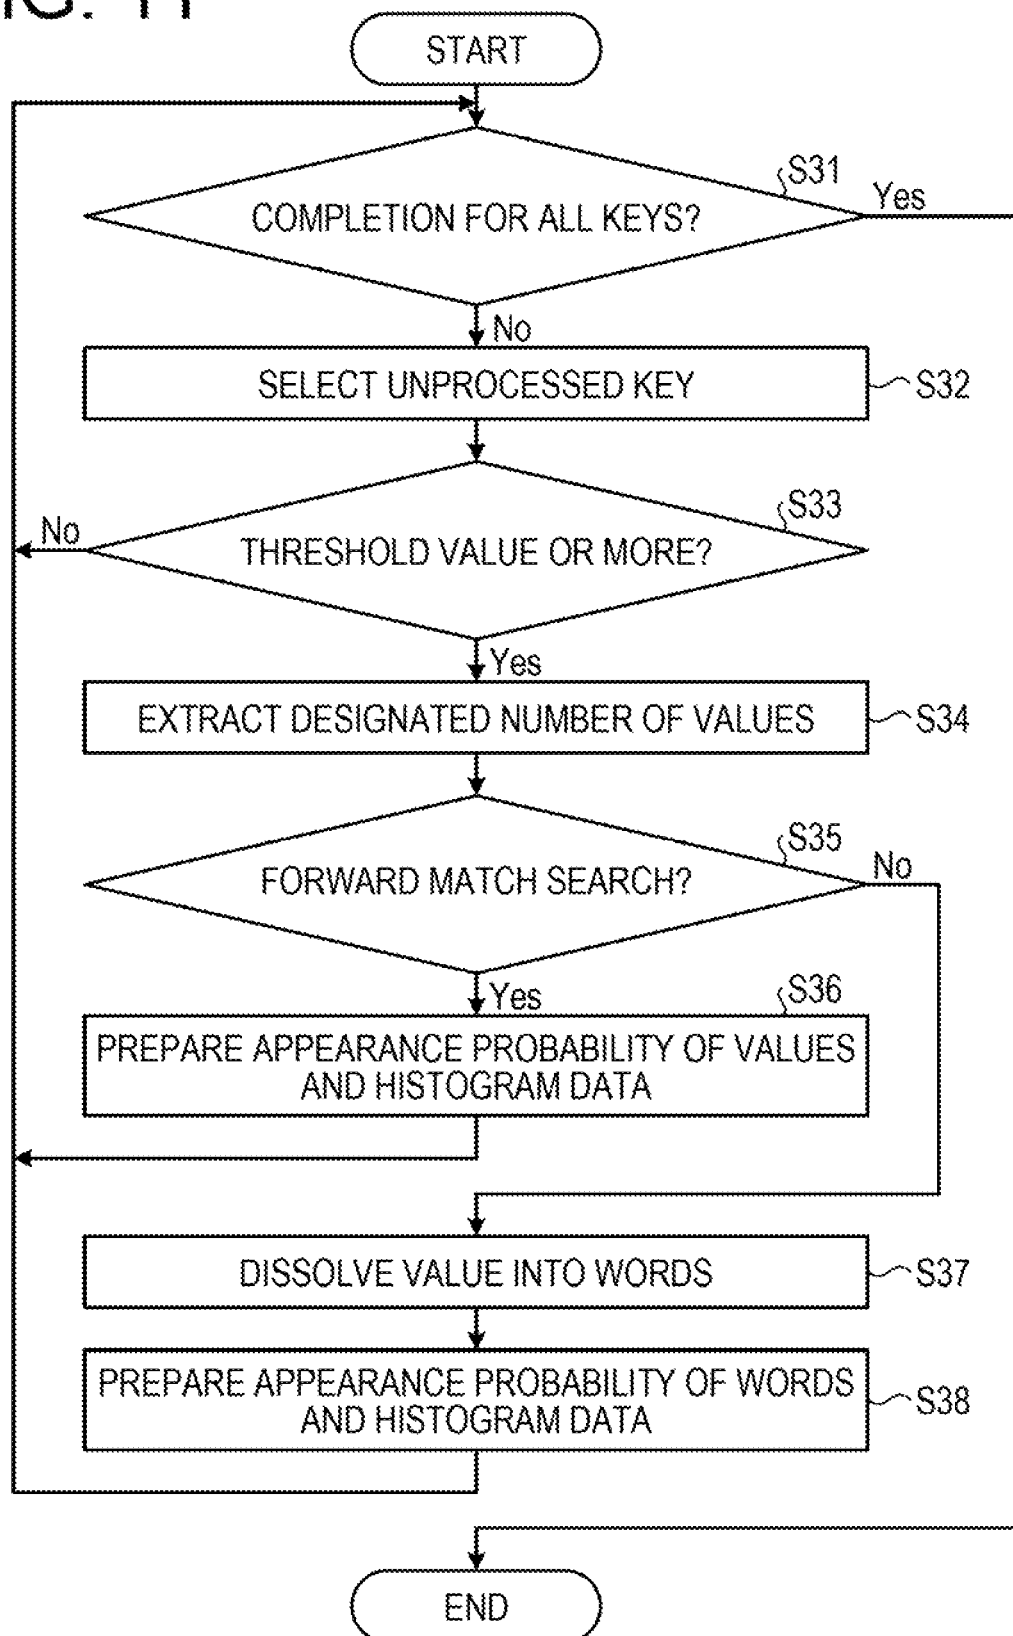 FIG. 11
START
S31
Yes
COMPLETION FOR ALL KEYS?
No
SELECT UNPROCESSED KEY
S32
S33
No
THRESHOLD VALUE OR MORE?
Yes
EXTRACT DESIGNATED NUMBER OF VALUES
S34
S35
No
FORWARD MATCH SEARCH?
Yes
S36
PREPARE APPEARANCE PROBABILITY OF VALUES
AND HISTOGRAM DATA
DISSOLVE VALUE INTO WORDS
S37
PREPARE APPEARANCE PROBABILITY OF WORDS
AND HISTOGRAM DATA
S38
END